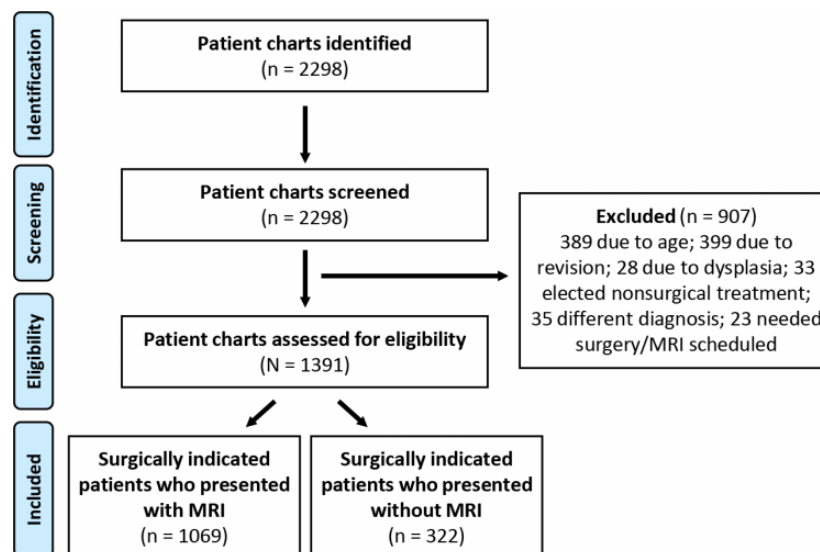 Identification
Patient charts identified
(n = 2298)
Screening
Patient charts screened
(n = 2298)
Excluded (n = 907)
389 due to age; 399 due to
revision; 28 due to dysplasia; 33
elected nonsurgical treatment;
35 different diagnosis; 23 needed
surgery/MRI scheduled
Eligibility
Patient charts assessed for eligibility
(N = 1391)
Included
Surgically indicated
patients who presented
with MRI
(n = 1069)
Surgically indicated
patients who presented
without MRI
(n = 322)